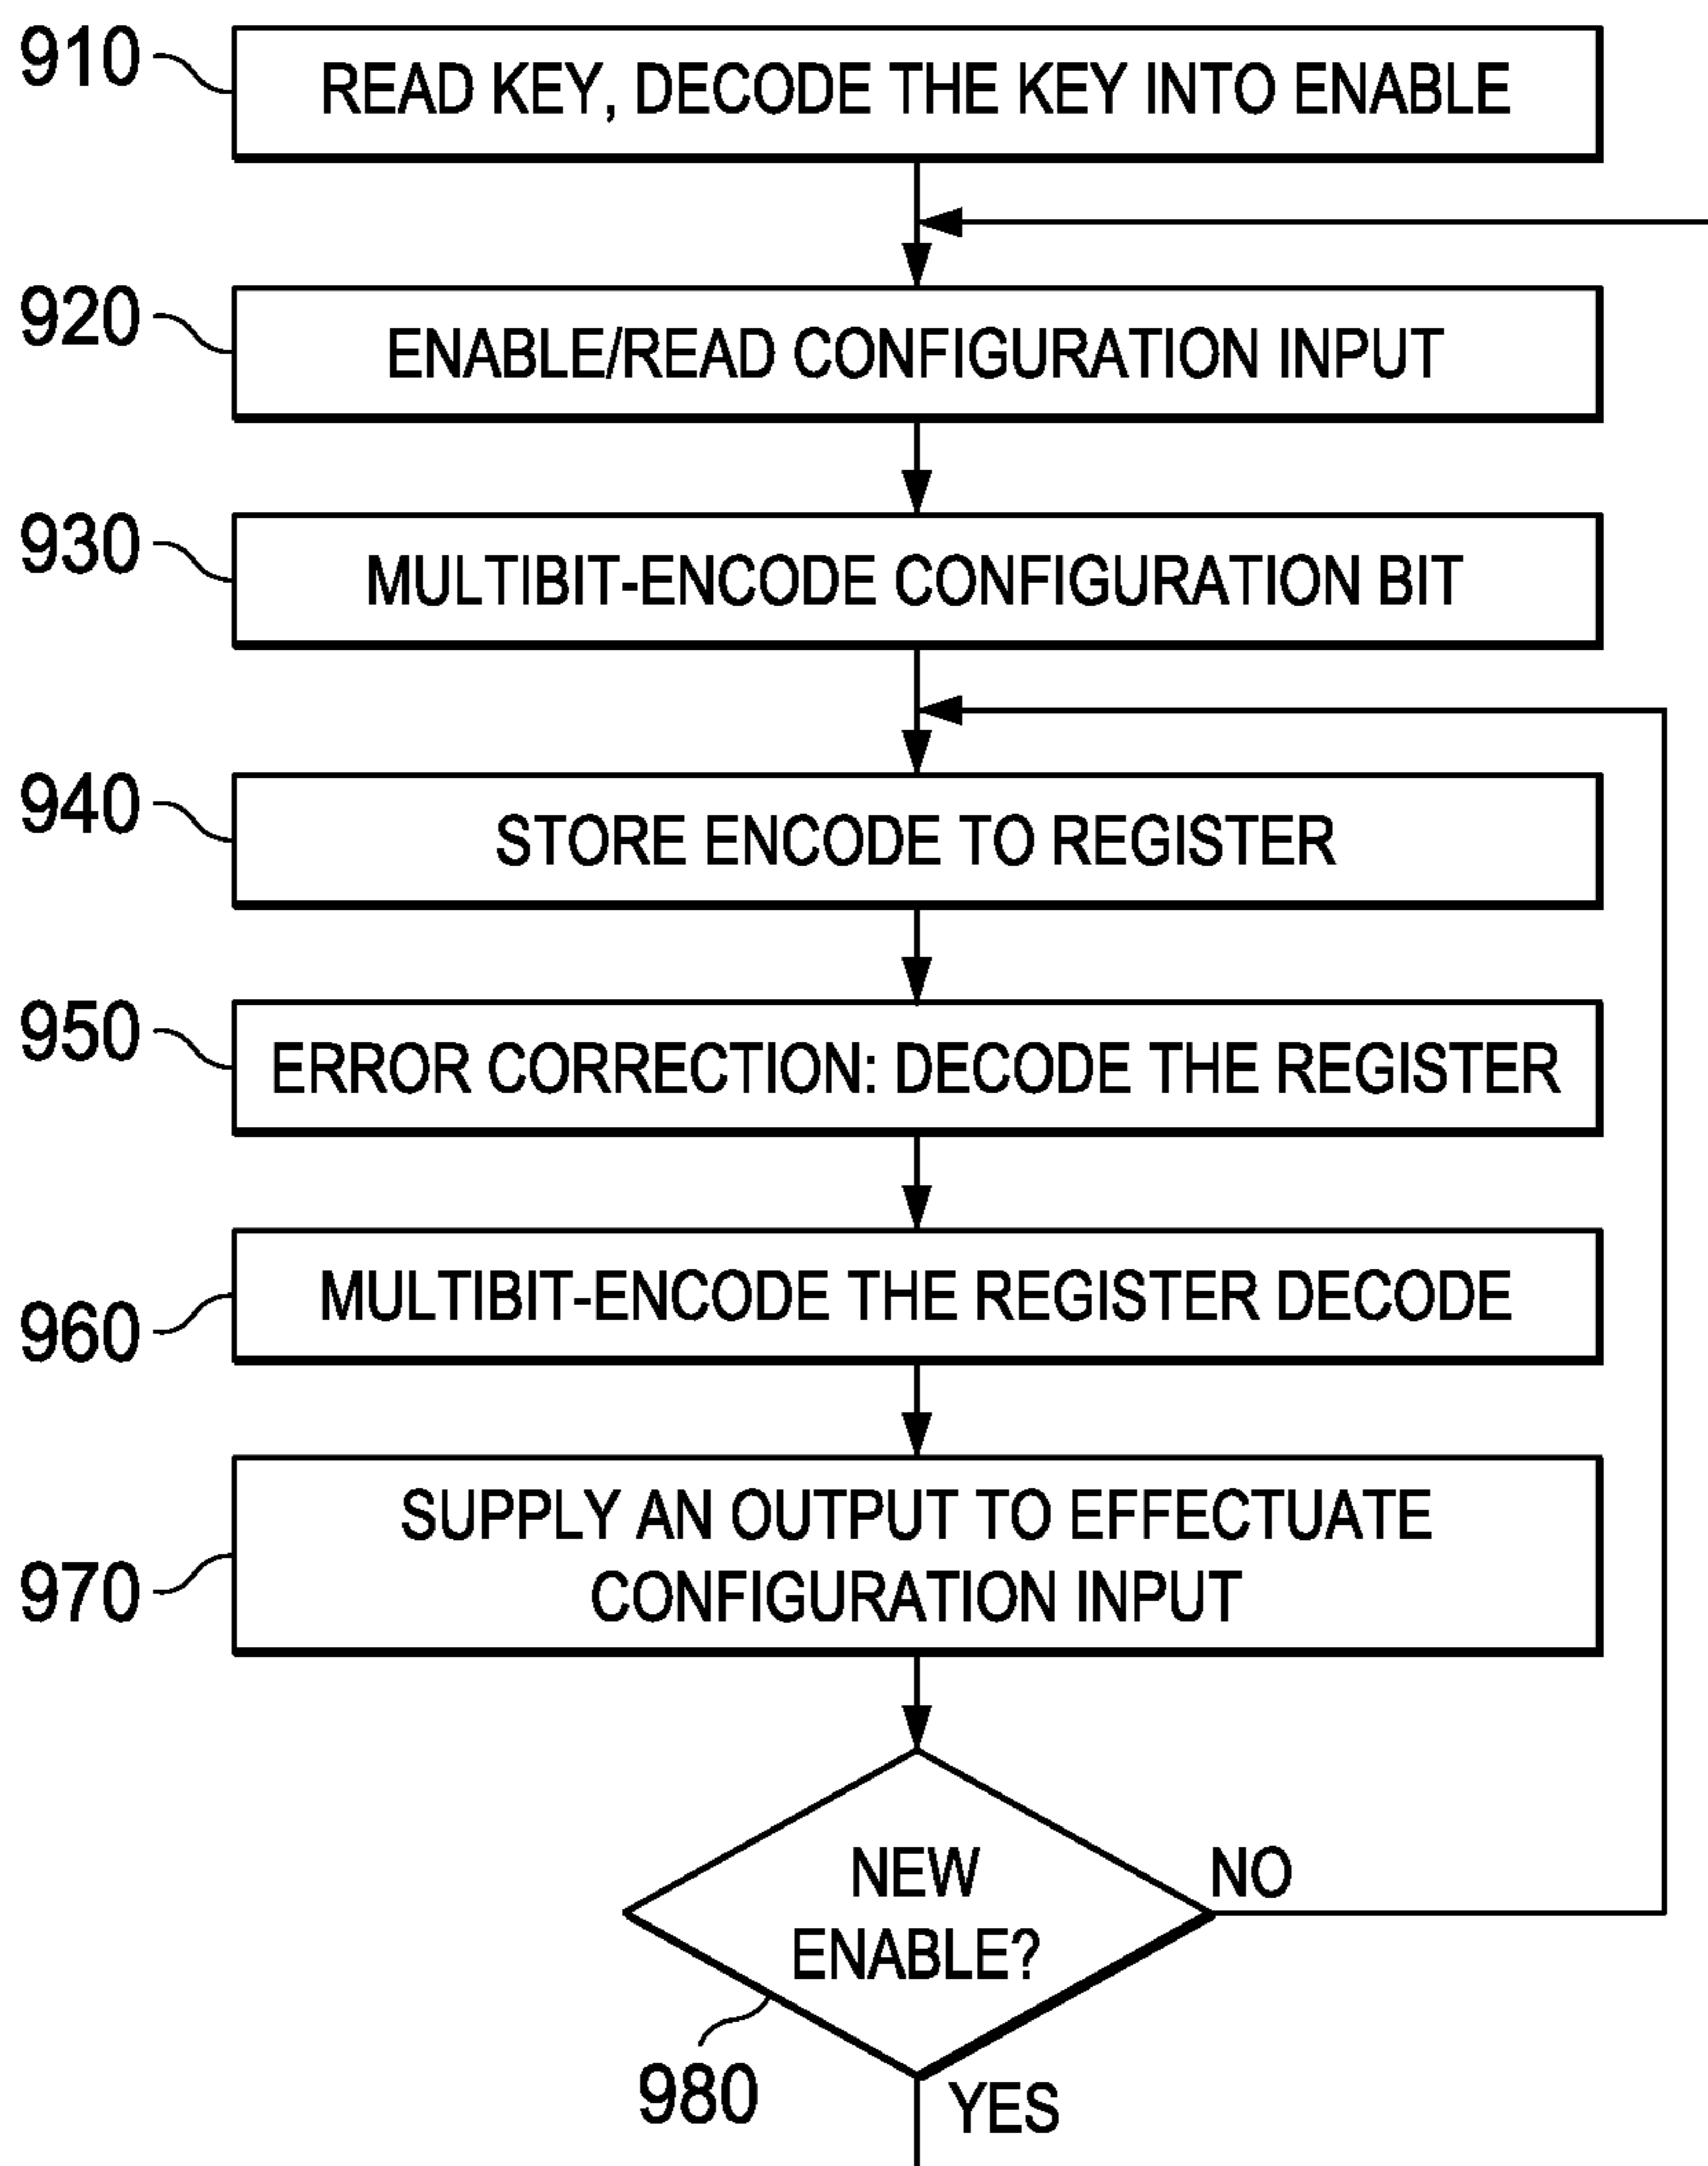 910
READ KEY, DECODE THE KEY INTO ENABLE
920
ENABLE/READ CONFIGURATION INPUT
930
MULTIBIT-ENCODE CONFIGURATION BIT
940
STORE ENCODE TO REGISTER
950
ERROR CORRECTION: DECODE THE REGISTER
960
MULTIBIT-ENCODE THE REGISTER DECODE
970
SUPPLY AN OUTPUT TO EFFECTUATE
CONFIGURATION INPUT
NEW
ENABLE?
NO
980
YES